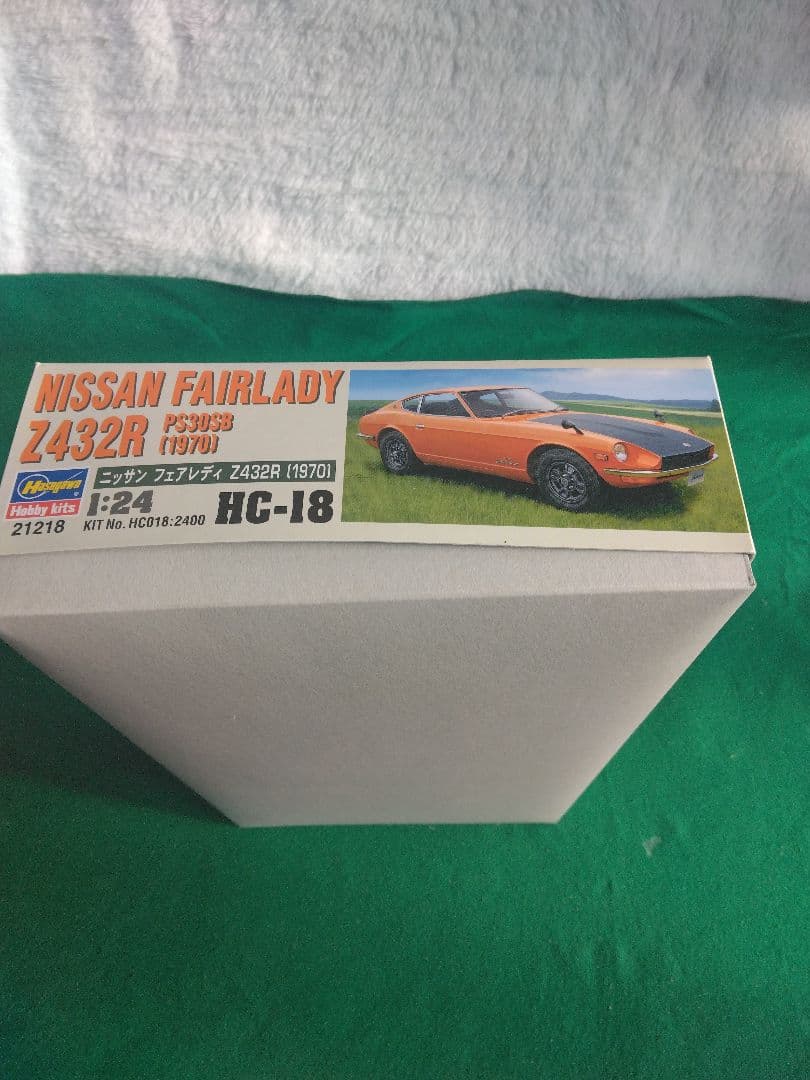 NISSAN FAIRLADY
Z432R PS30SB (1970)
ニッサン フェアレディ Z432R (1970)
Hasegawa
Hobby kits
1:24
HC-18
21218
KIT No. HC018:2400